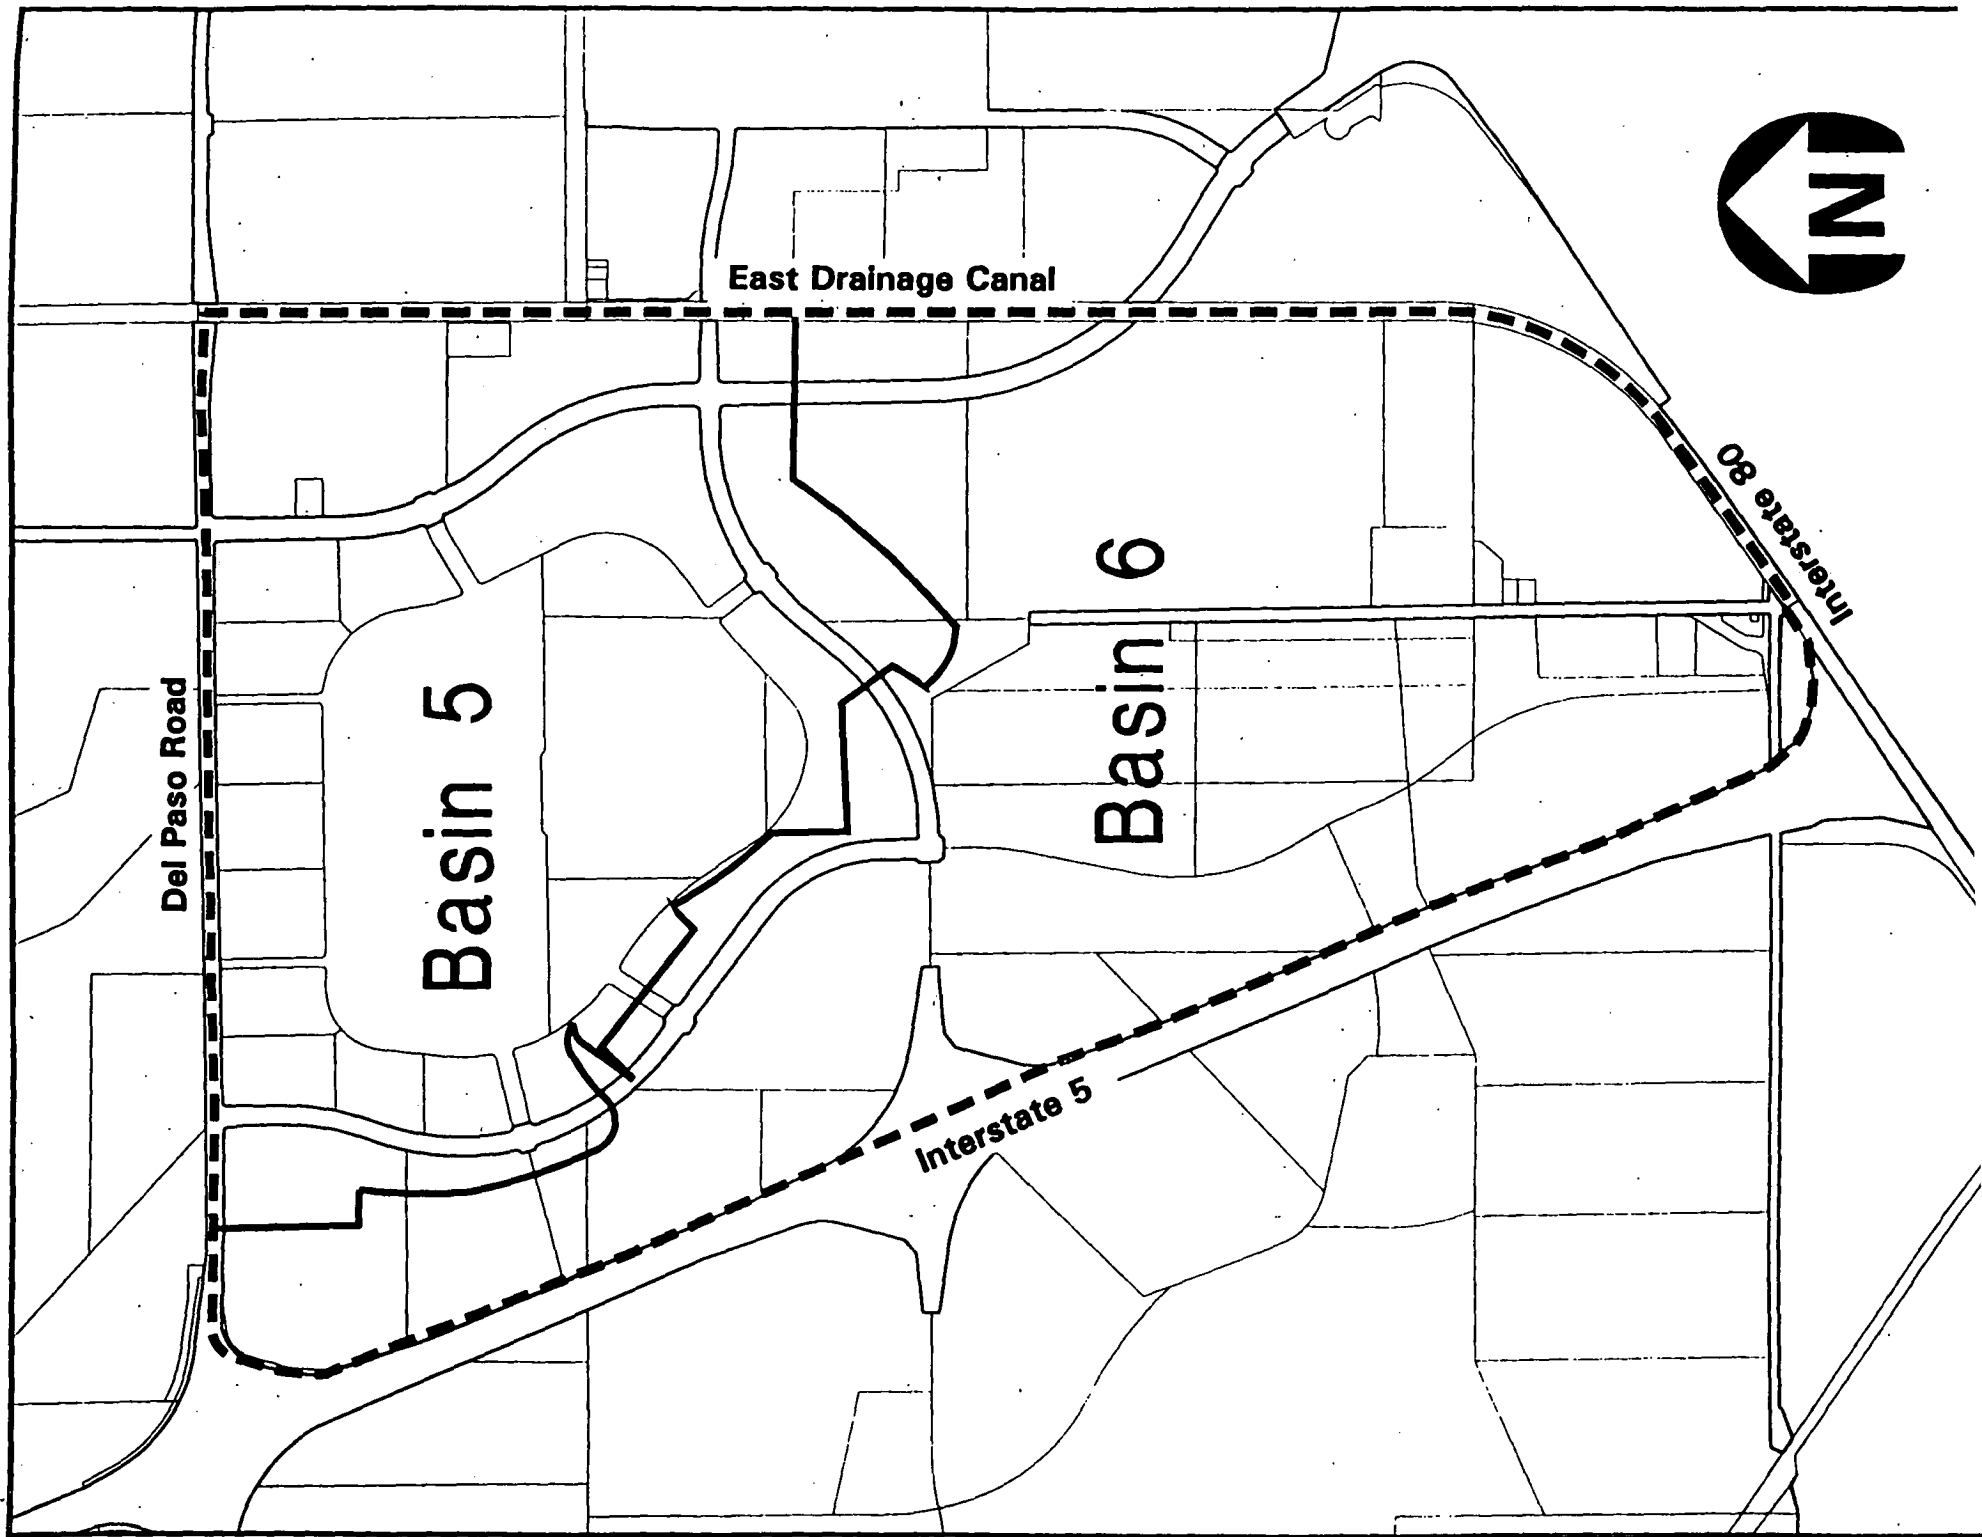 East Drainage Canal
N
Interstate 80
Del Paso Road
Basin 5
Basin 6
Interstate 5